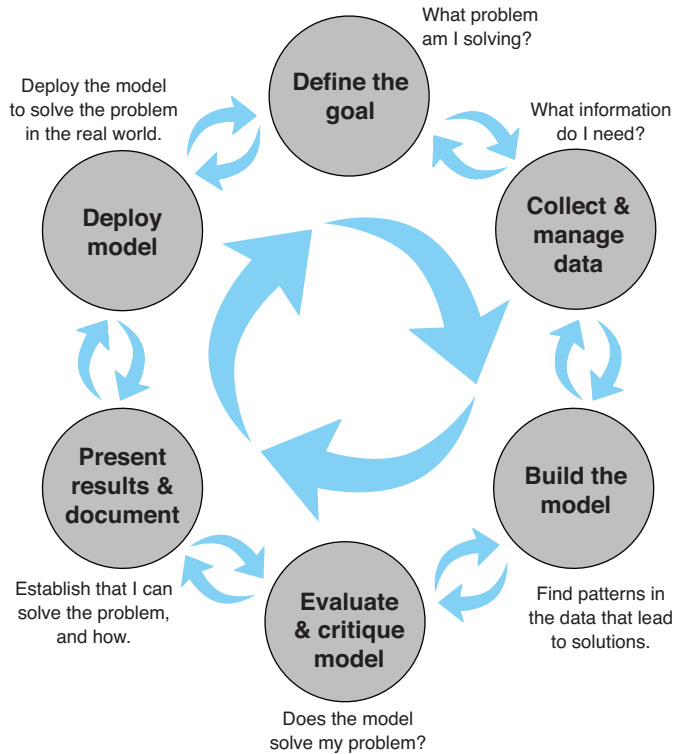 What problem
am I solving?
Define the
goal
Deploy the model
to solve the problem
in the real world.
What information
do I need?
Deploy
model
Collect &
manage
data
Present
results &
document
Build the
model
Establish that I can
solve the problem,
and how.
Evaluate
& critique
model
Find patterns in
the data that lead
to solutions.
Does the model
solve my problem?